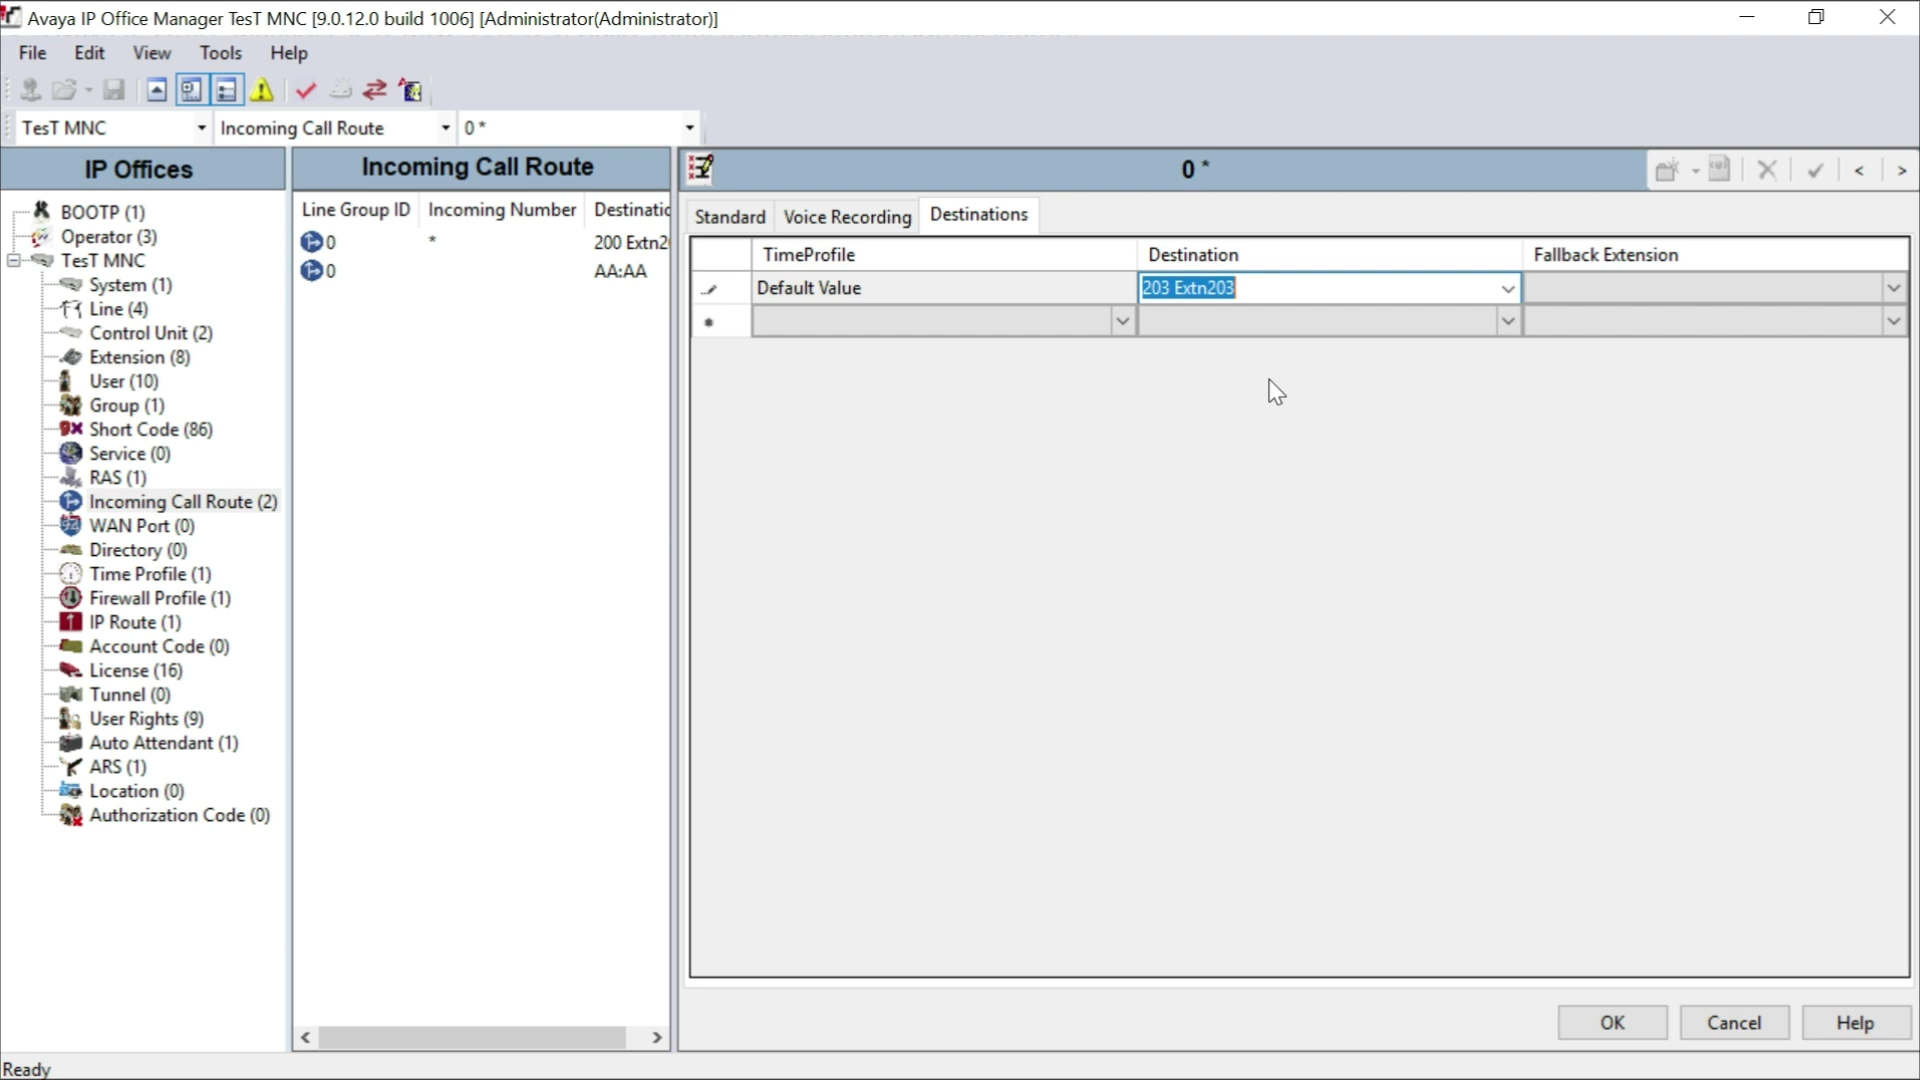 Avaya IP Office Manager TesT MNC [9.0.12.0 build 1006] [Administrator(Administrator)]
File Edit View Tools Help
TesT MNC Incoming Call Route 0 *
IP Offices
BOOTP (1)
Operator (3)
TesT MNC
System (1)
Line (4)
Control Unit (2)
Extension (8)
User (10)
Group (1)
Short Code (86)
Service (0)
RAS (1)
Incoming Call Route (2)
WAN Port (0)
Directory (0)
Time Profile (1)
Firewall Profile (1)
IP Route (1)
Account Code (0)
License (16)
Tunnel (0)
User Rights (9)
Auto Attendant (1)
ARS (1)
Location (0)
Authorization Code (0)
Incoming Call Route
Line Group ID Incoming Number Destinatic
0 * 200 Extn2
0 AA:AA
0 *
Standard Voice Recording Destinations
TimeProfile Destination Fallback Extension
Default Value 203 Extn203
OK Cancel Help
Ready